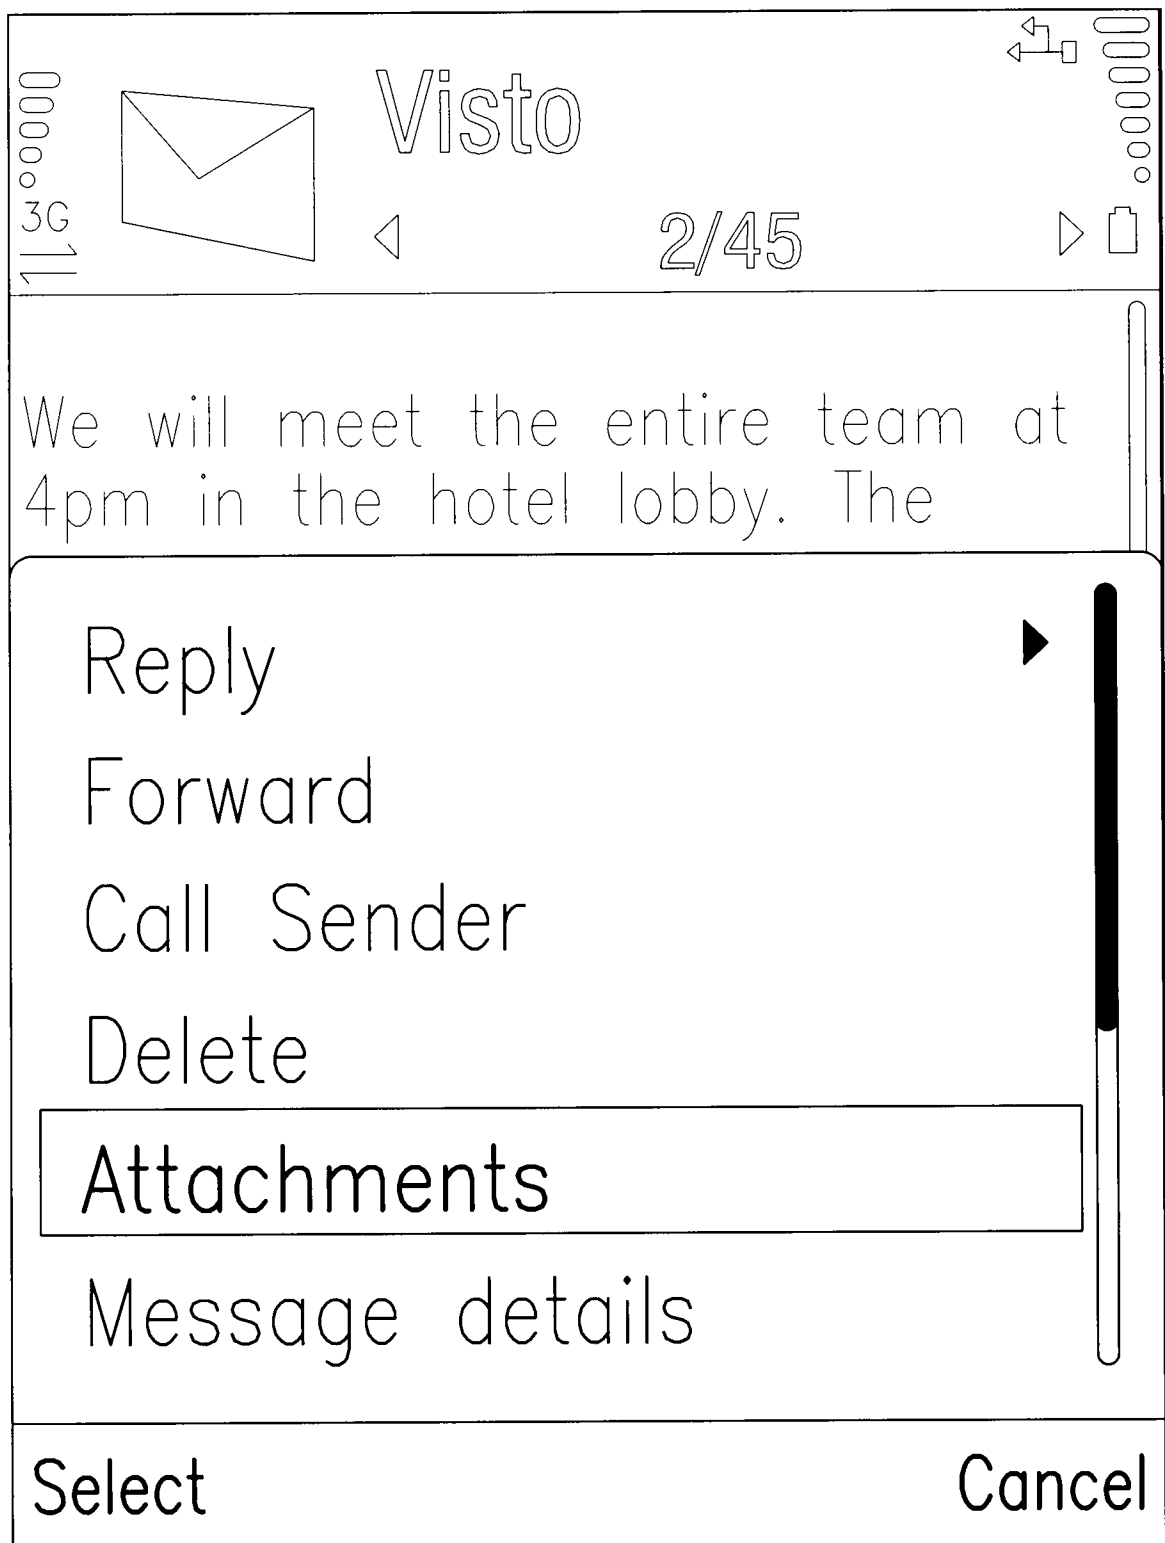 Visto
3G
2/45
We will meet the entire team at
4pm in the hotel lobby. The
Reply
Forward
Call Sender
Delete
Attachments
Message details
Select
Cancel